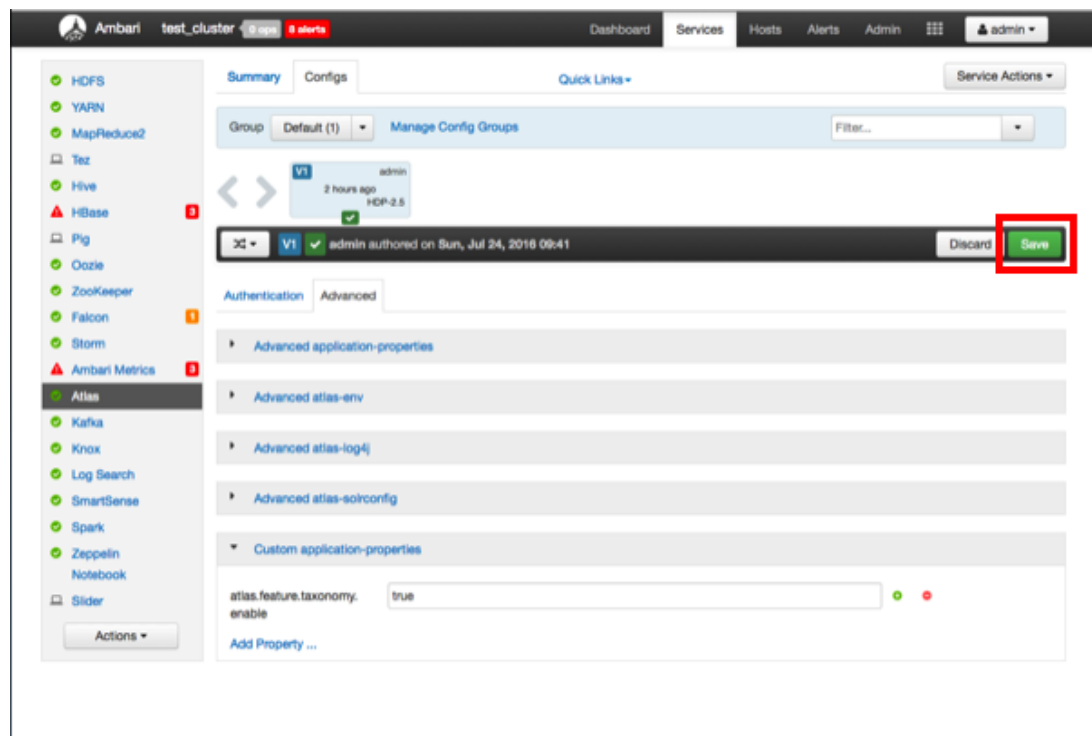 Ambari test_cluster 0 ops 8 alerts Dashboard Services Hosts Alerts Admin admin
HDFS
YARN
MapReduce2
Tez
Hive
HBase 3
Pig
Oozie
ZooKeeper
Falcon 1
Storm
Ambari Metrics 3
Atlas
Kafka
Knox
Log Search
SmartSense
Spark
Zeppelin
Notebook
Slider
Actions
Summary Configs Quick Links Service Actions
Group Default (1) Manage Config Groups Filter...
V1 admin
2 hours ago
HDP-2.5
V1 admin authored on Sun, Jul 24, 2016 09:41 Discard Save
Authentication Advanced
Advanced application-properties
Advanced atlas-env
Advanced atlas-log4j
Advanced atlas-solrconfig
Custom application-properties
atlas.feature.taxonomy. true
enable
Add Property ...